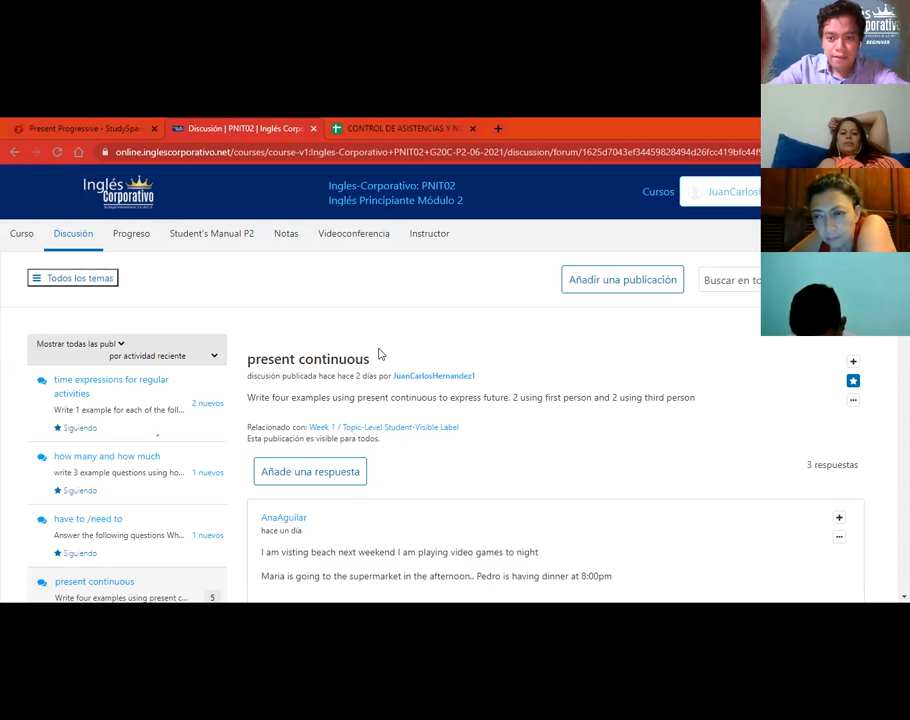 Corporativo
BEGINNER
Present Progressive - StudySpa
Discusión | PNIT02 | Inglés Corpo
CONTROL DE ASISTENCIAS Y NO
online.inglescorporativo.net/courses/course-v1:Ingles-Corporativo+PNIT02+G20C-P2-06-2021/discussion/forum/1625d7043ef34459828494d26fcc419bfc44f
Inglés Corporativo
Ingles-Corporativo: PNIT02
Inglés Principiante Módulo 2
Cursos
JuanCarlosH
Curso
Discusión
Progreso
Student's Manual P2
Notas
Videoconferencia
Instructor
Todos los temas
Añadir una publicación
Buscar en to
Mostrar todas las publ
por actividad reciente
time expressions for regular
activities
Write 1 example for each of the foll...
2 nuevos
Siguiendo
how many and how much
write 3 example questions using ho...
1 nuevos
Siguiendo
have to /need to
Answer the following questions Wh...
1 nuevos
Siguiendo
present continuous
Write four examples using present c...
5
present continuous
discusión publicada hace hace 2 días por JuanCarlosHernandez1
Write four examples using present continuous to express future, 2 using first person and 2 using third person
Relacionado con: Week 1 / Topic-Level Student-Visible Label
Esta publicación es visible para todos.
Añade una respuesta
3 respuestas
AnaAguilar
hace un día
I am visting beach next weekend I am playing video games to night
Maria is going to the supermarket in the afternoon.. Pedro is having dinner at 8:00pm